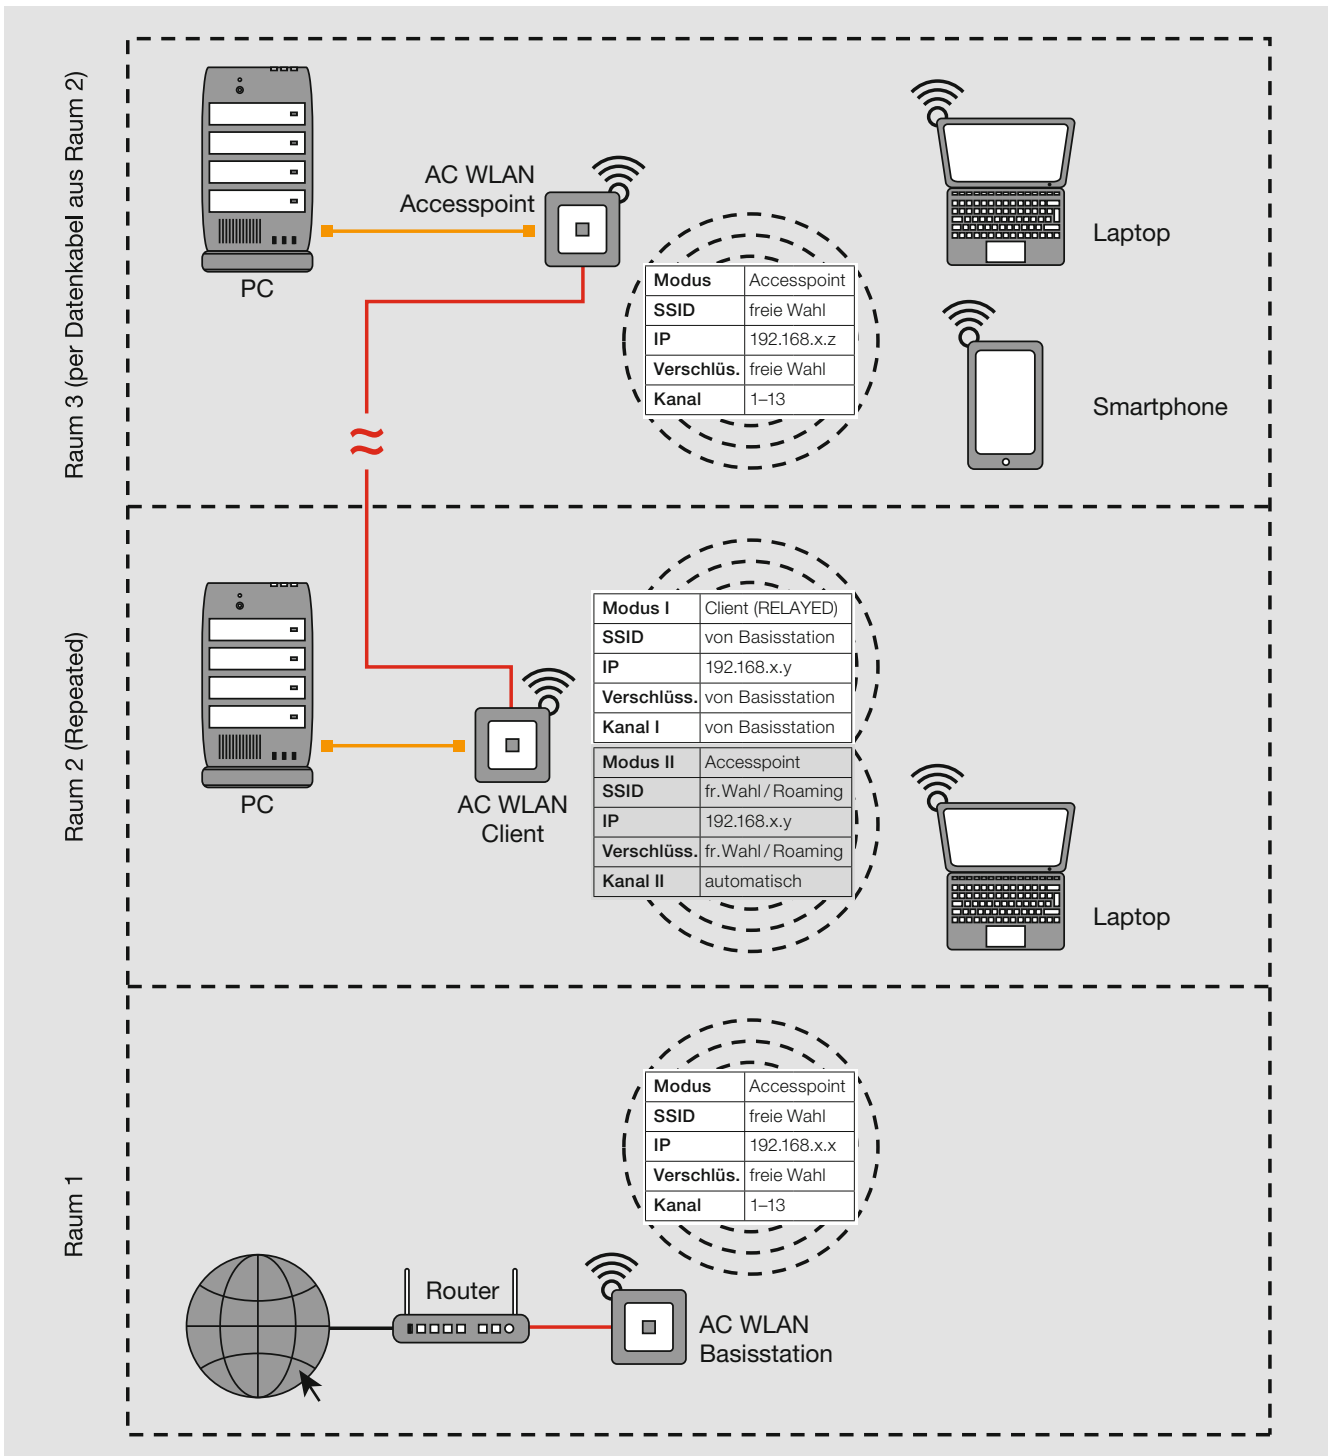 Raum 3 (per Datenkabel aus Raum 2)
PC
AC WLAN
Accesspoint
Modus Accesspoint
SSID freie Wahl
IP 192.168.x.z
Verschlüs. freie Wahl
Kanal 1–13
Laptop
Smartphone
Raum 2 (Repeated)
PC
AC WLAN
Client
Modus I Client (RELAYED)
SSID von Basisstation
IP 192.168.x.y
Verschlüss. von Basisstation
Kanal I von Basisstation
Modus II Accesspoint
SSID fr. Wahl / Roaming
IP 192.168.x.y
Verschlüss. fr. Wahl / Roaming
Kanal II automatisch
Laptop
Raum 1
Modus Accesspoint
SSID freie Wahl
IP 192.168.x.x
Verschlüs. freie Wahl
Kanal 1–13
Router
AC WLAN
Basisstation